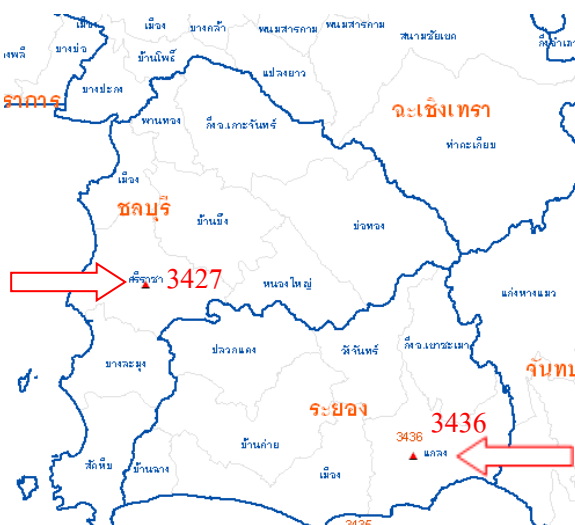 เมือง
เมือง
บางคล้า
พนมสารคาม
พนมสารคาม
สนามชัยเขต
บางบ่อ
บ้านโพธิ์
แปลงยาว
บางปะกง
ราการ
พานทอง
กิ่งอ.เกาะจันทร์
ฉะเชิงเทรา
ท่าตะเกียบ
เมือง
ชลบุรี
บ้านบึง
บ่อทอง
ศรีราชา
3427
หนองใหญ่
แก่งหางแมว
บางละมุง
ปลวกแดง
วังจันทร์
กิ่งอ.เขาชะเมา
จันทบ
ระยอง
3436
3436
แกลง
สัตหีบ
บ้านฉาง
บ้านค่าย
เมือง